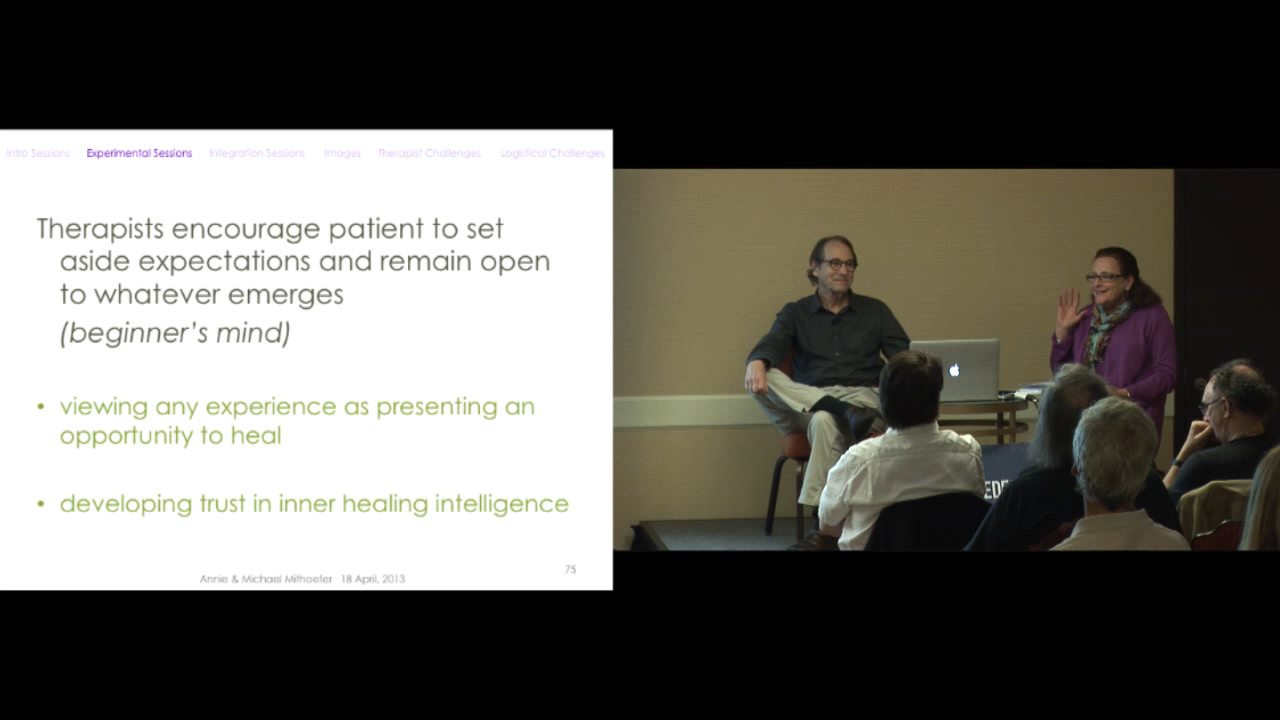 Intro Sessions Experimental Sessions Integration Sessions Images Therapist Challenges Logistical Challenges
Therapists encourage patient to set
aside expectations and remain open
to whatever emerges
(beginner's mind)
• viewing any experience as presenting an
opportunity to heal
• developing trust in inner healing intelligence
75
Annie & Michael Mithoefer 18 April, 2013